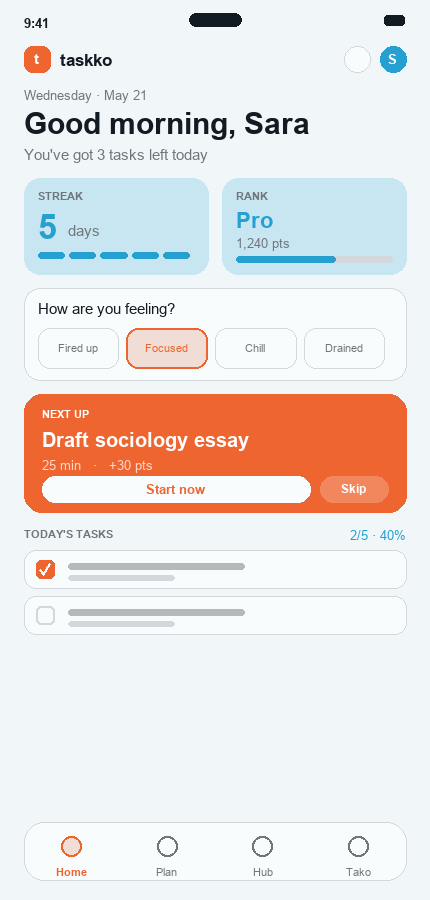 9:41
t taskko S
Wednesday · May 21
Good morning, Sara
You've got 3 tasks left today
STREAK
5 days
RANK
Pro
1,240 pts
How are you feeling?
Fired up Focused Chill Drained
NEXT UP
Draft sociology essay
25 min · +30 pts
Start now Skip
TODAY'S TASKS 2/5 · 40%
Home Plan Hub Tako